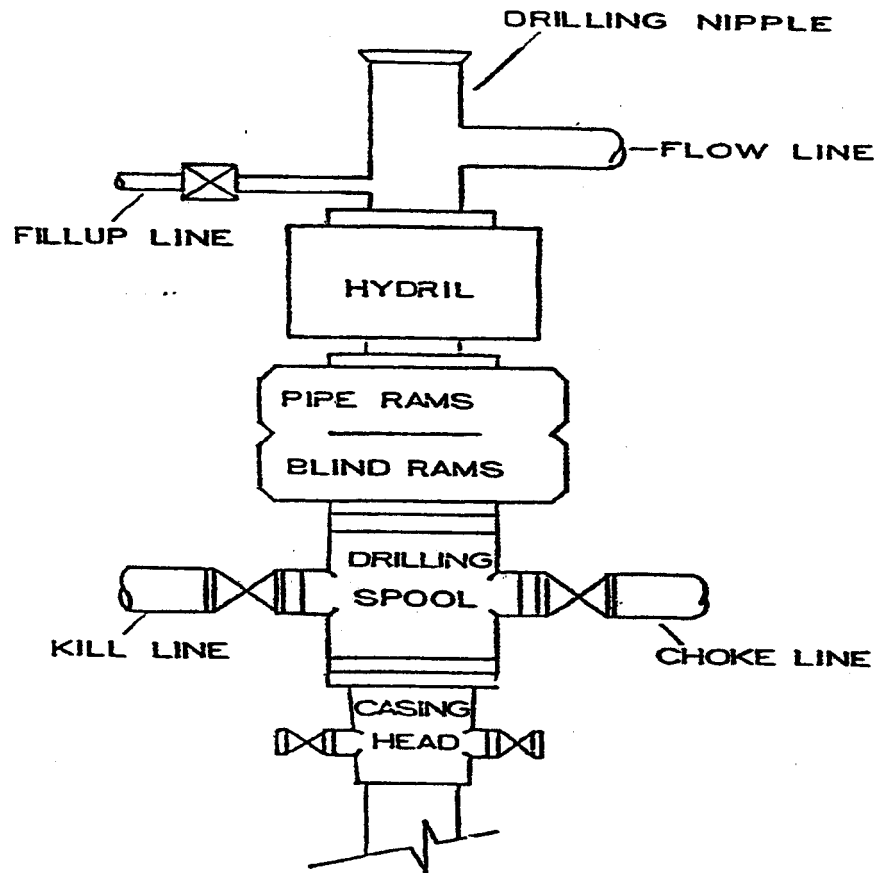 DRILLING NIPPLE
FLOW LINE
FILLUP LINE
HYDRIL
PIPE RAMS
BLIND RAMS
DRILLING
SPOOL
KILL LINE
CHOKE LINE
CASING
HEAD